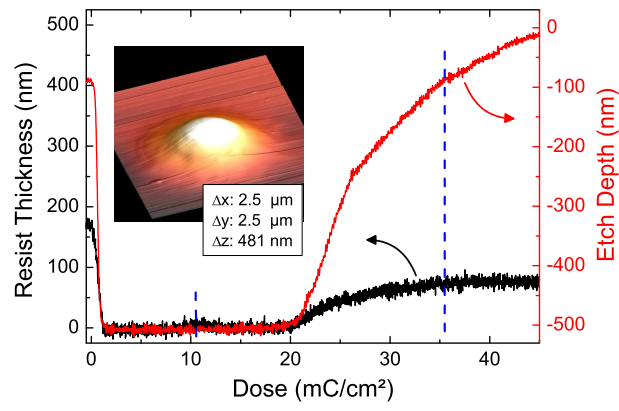 500
400
300
200
100
0
Resist Thickness (nm)
0
-100
-200
-300
-400
-500
Etch Depth (nm)
Δx: 2.5 µm
Δy: 2.5 µm
Δz: 481 nm
0 10 20 30 40
Dose (mC/cm²)